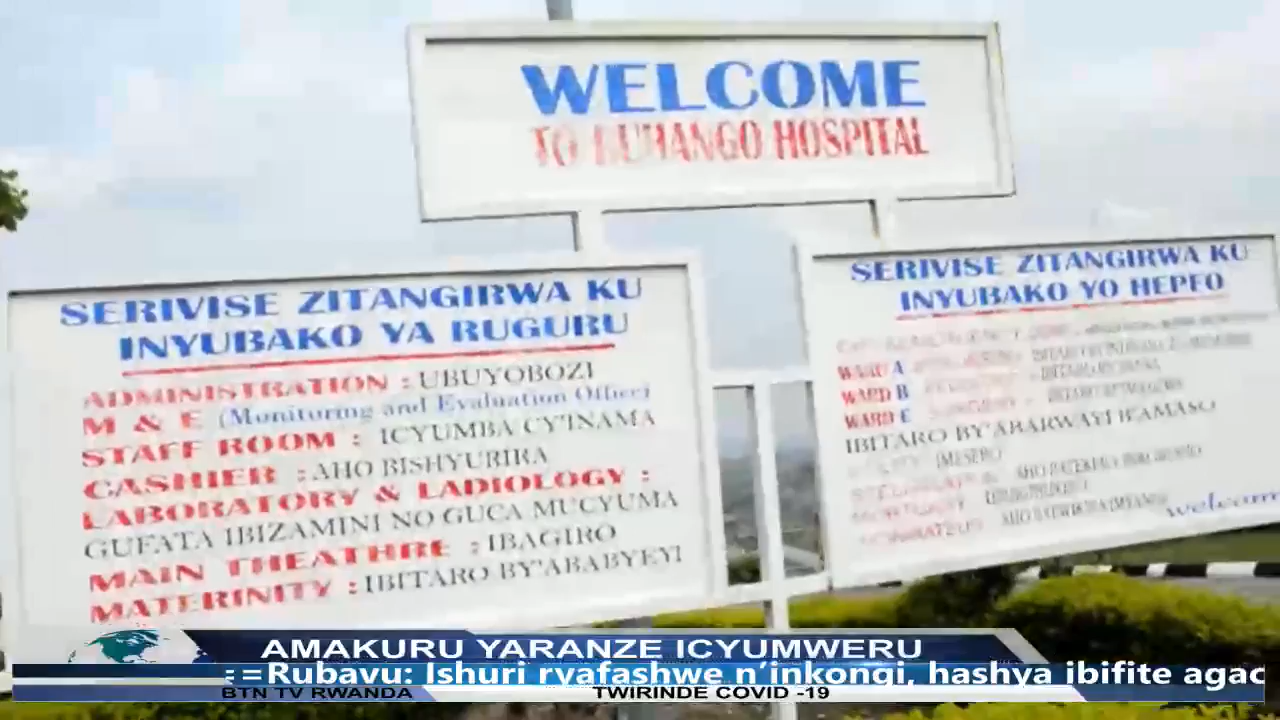 WELCOME
TO RUHANGO HOSPITAL
SERIVISE ZITANGIRWA KU
INYUBAKO YA RUGURU
ADMINISTRATION : UBUYOBOZI
M & E (Monitoring and Evaluation Officer)
STAFF ROOM : ICYUMBA CY'INAMA
CASHIER : AHO BISHYURIRA
LABORATORY & LADIOLOGY :
GUFATA IBIZAMINI NO GUCA MUCYUMA
MAIN THEATHRE : IBAGIRO
MATERINITY : IBITARO BY'ABABYEYI
SERIVISE ZITANGIRWA KU
INYUBAKO YO HEPFO
WARD A
WARD B
WARD E
IBITARO BY'ABARWAYI B'AMASO
welcom
AMAKURU YARANZE ICYUMWERU
:=Rubavu: Ishuri ryafashwe n'inkongi, hashya ibifite agac
BTN TV RWANDA
TWIRINDE COVID -19